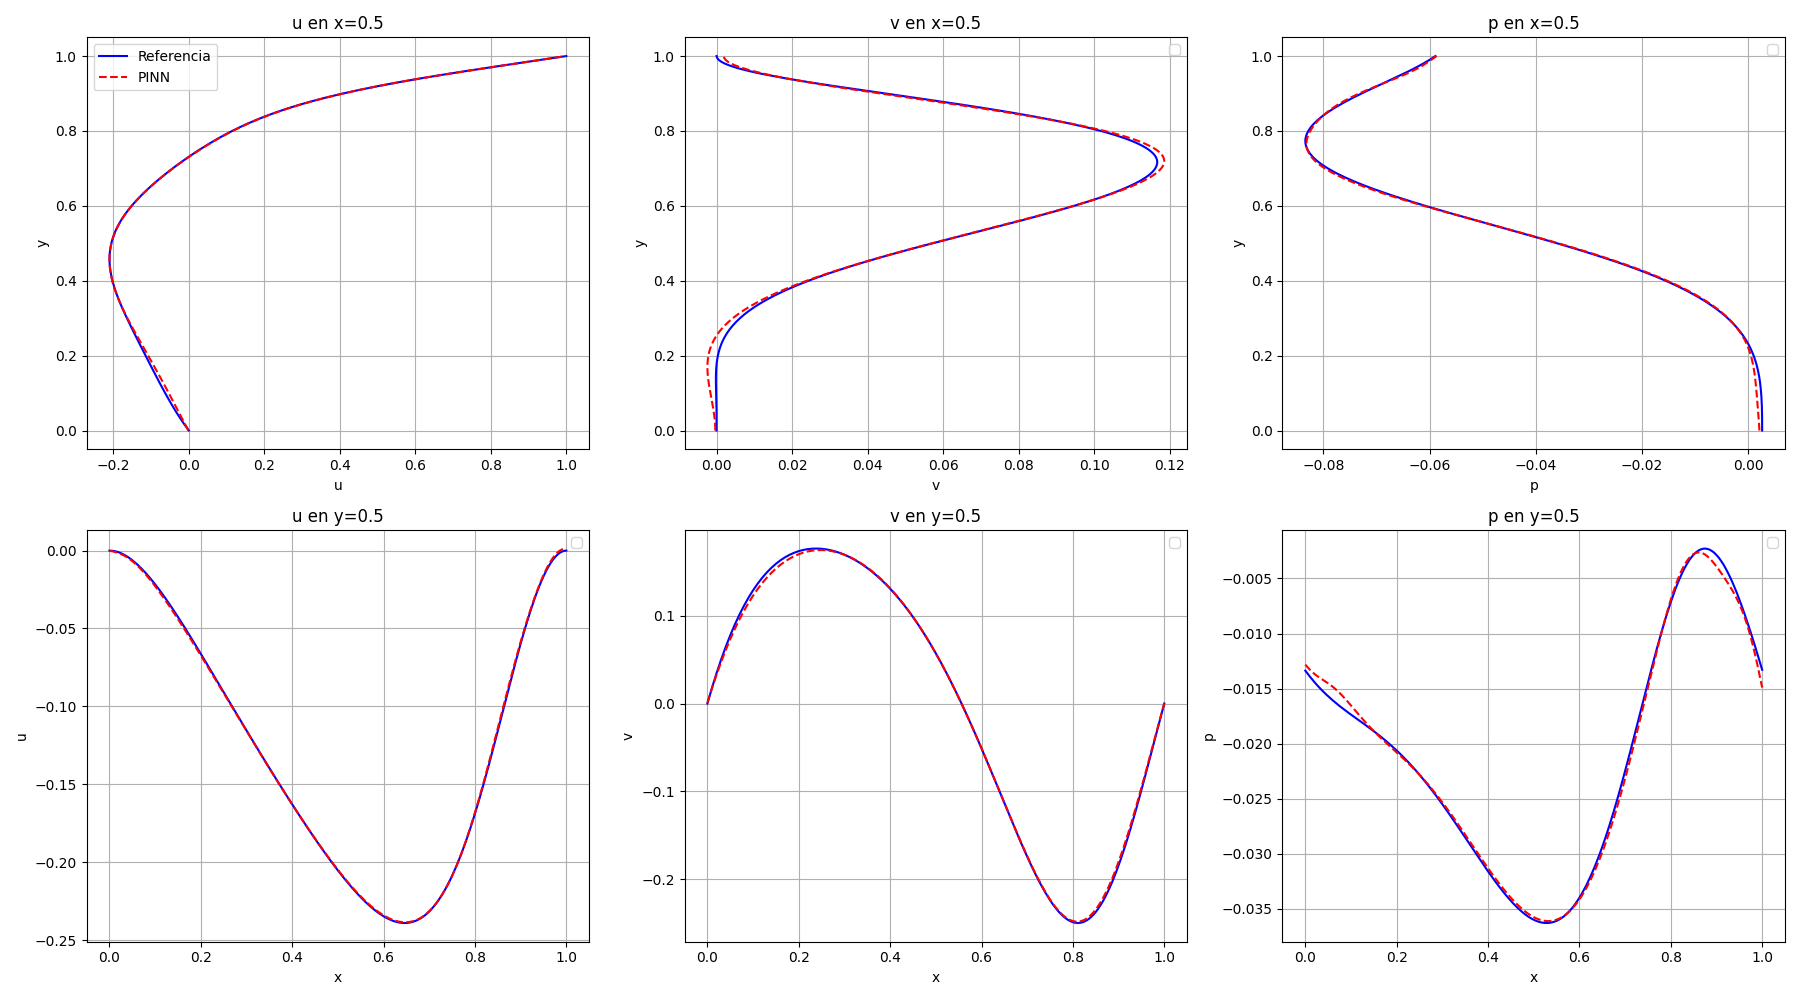 u en x=0.5
1.0
0.8
0.6
0.4
0.2
0.0
y
Referencia
PINN
−0.2 0.0 0.2 0.4 0.6 0.8 1.0
u
v en x=0.5
1.0
0.8
0.6
0.4
0.2
0.0
y
0.00 0.02 0.04 0.06 0.08 0.10 0.12
v
p en x=0.5
1.0
0.8
0.6
0.4
0.2
0.0
y
−0.08 −0.06 −0.04 −0.02 0.00
p
u en y=0.5
0.00
−0.05
−0.10
−0.15
−0.20
−0.25
u
0.0 0.2 0.4 0.6 0.8 1.0
x
v en y=0.5
0.1
0.0
−0.1
−0.2
v
0.0 0.2 0.4 0.6 0.8 1.0
x
p en y=0.5
−0.005
−0.010
−0.015
−0.020
−0.025
−0.030
−0.035
p
0.0 0.2 0.4 0.6 0.8 1.0
x